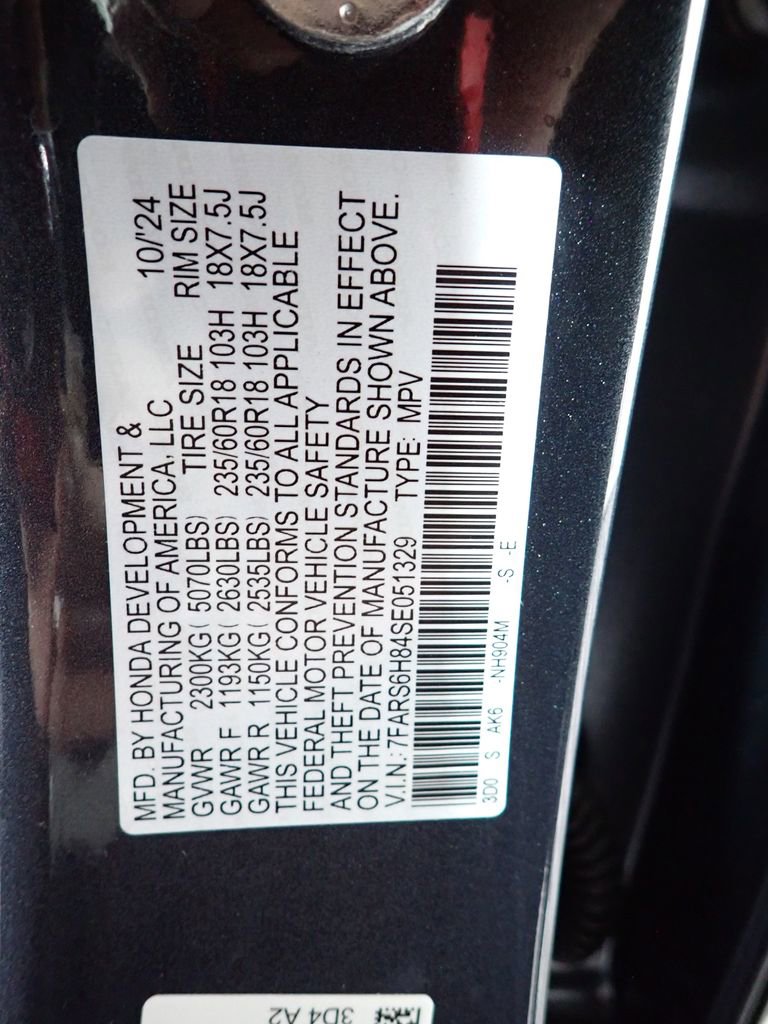 MFD. BY HONDA DEVELOPMENT &
MANUFACTURING OF AMERICA, LLC 10/'24
GVWR 2300KG( 5070LBS) TIRE SIZE RIM SIZE
GAWR F 1193KG( 2630LBS) 235/60R18 103H 18X7.5J
GAWR R 1150KG( 2535LBS) 235/60R18 103H 18X7.5J
THIS VEHICLE CONFORMS TO ALL APPLICABLE
FEDERAL MOTOR VEHICLE SAFETY
AND THEFT PREVENTION STANDARDS IN EFFECT
ON THE DATE OF MANUFACTURE SHOWN ABOVE.
V.I.N.: 7FARS6H84SE051329 TYPE: MPV
3D0 S AK6 -NH904M -S -E
3D4 A2